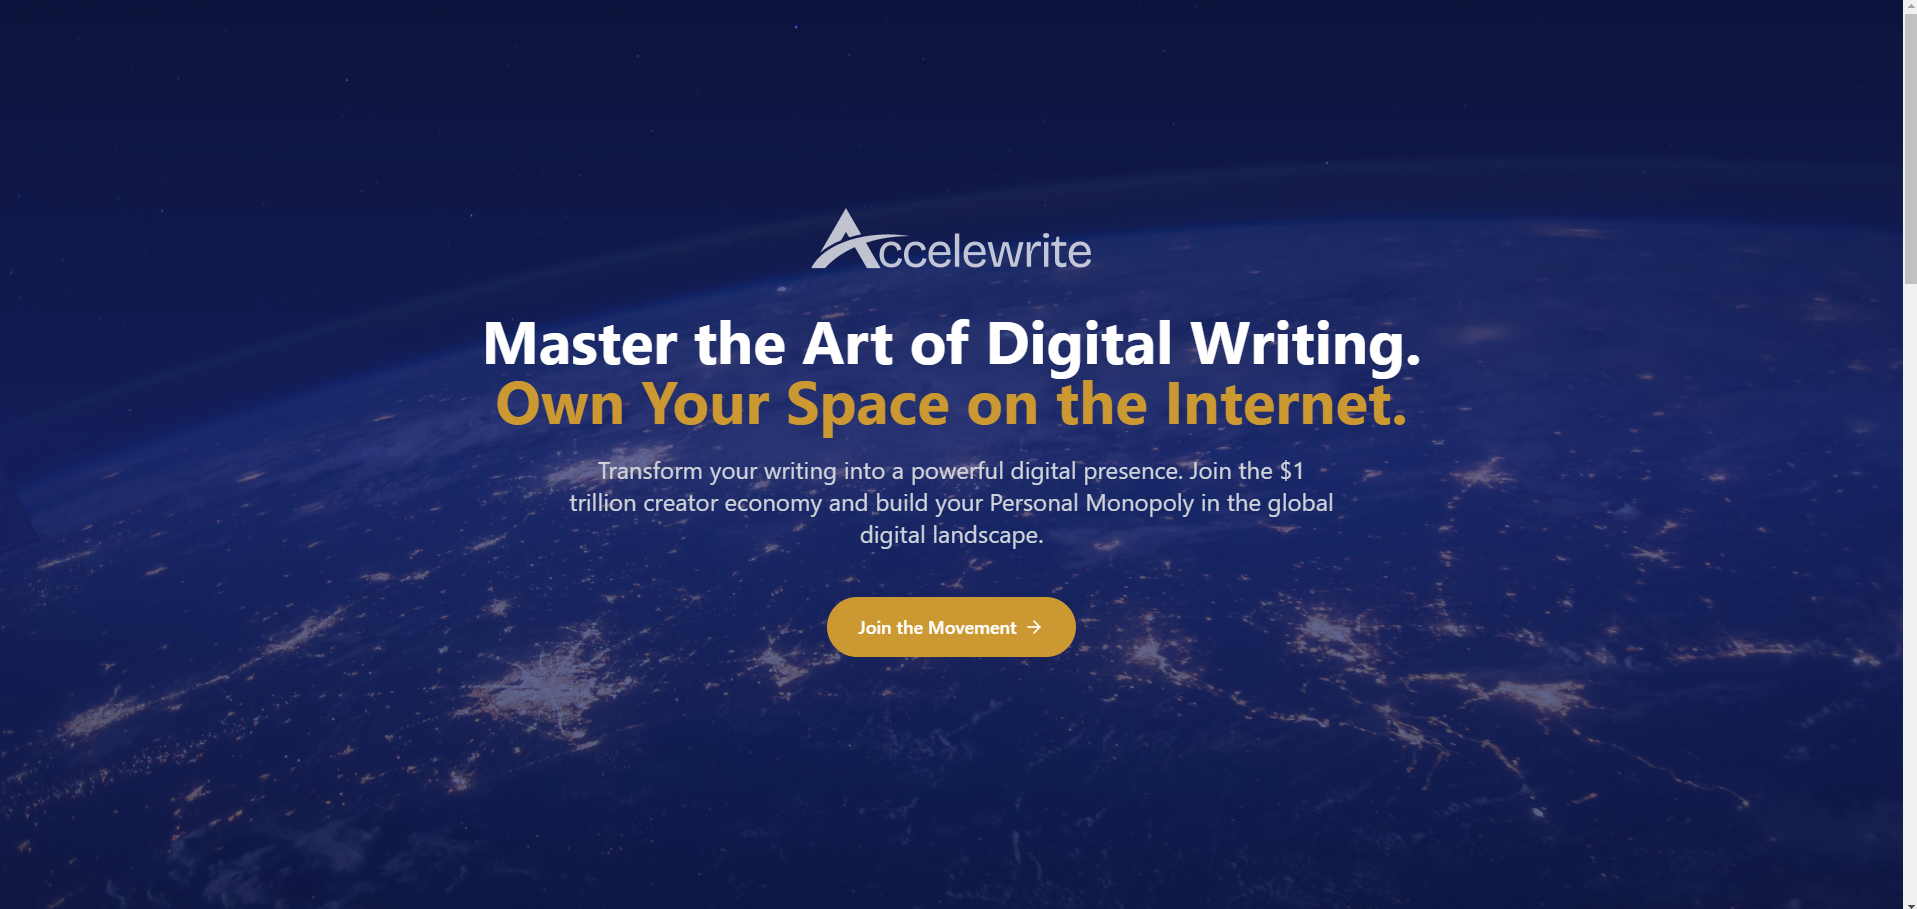 Accelewrite
Master the Art of Digital Writing.
Own Your Space on the Internet.
Transform your writing into a powerful digital presence. Join the $1
trillion creator economy and build your Personal Monopoly in the global
digital landscape.
Join the Movement →